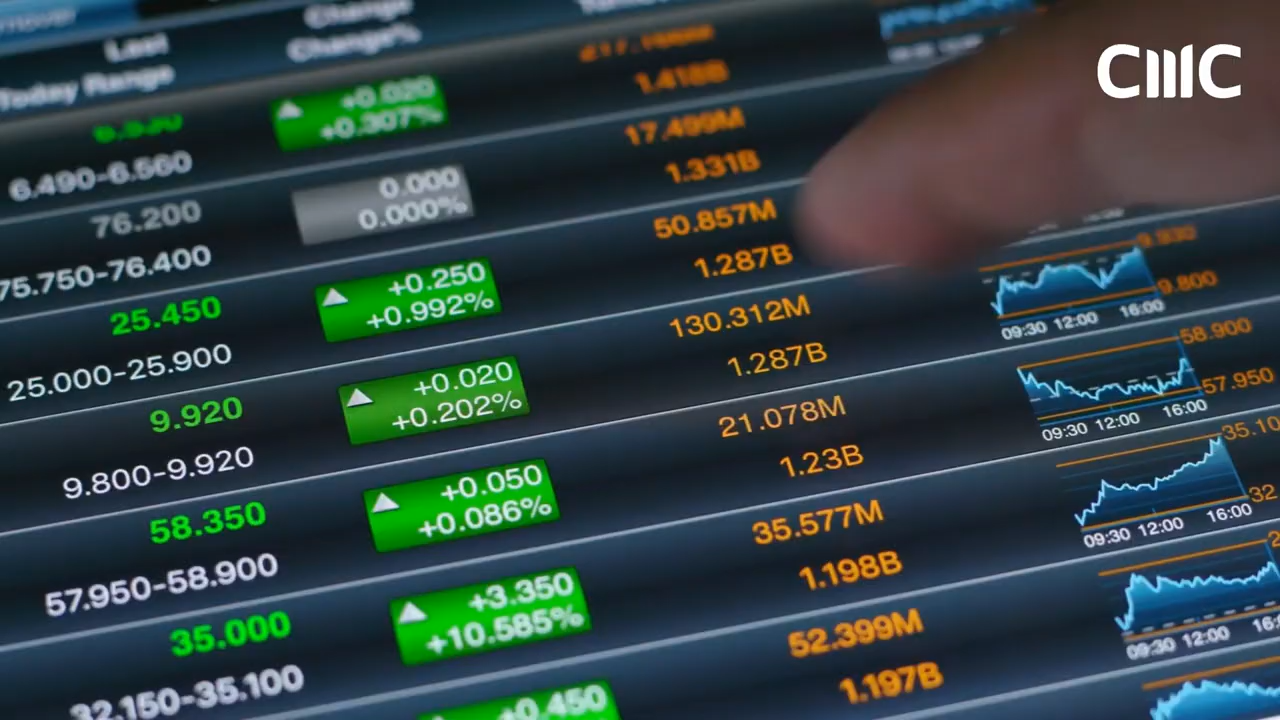 CMC
Change
Last
Change%
Today Range
+0.020
1.418B
+0.307%
6.490-6.560
17.499M
0.000
1.331B
76.200
0.000%
75.750-76.400
50.857M
+0.250
1.287B
25.450
+0.992%
25.000-25.900
130.312M
+0.020
1.287B
9.920
+0.202%
9.800-9.920
21.078M
+0.050
1.23B
58.350
+0.086%
57.950-58.900
35.577M
+3.350
1.198B
35.000
+10.585%
32.150-35.100
52.399M
+0.450
1.197B
9.930
9.800
09:30 12:00 16:00
58.900
57.950
09:30 12:00 16:00
35.10
32
09:30 12:00 16:00
09:30 12:00